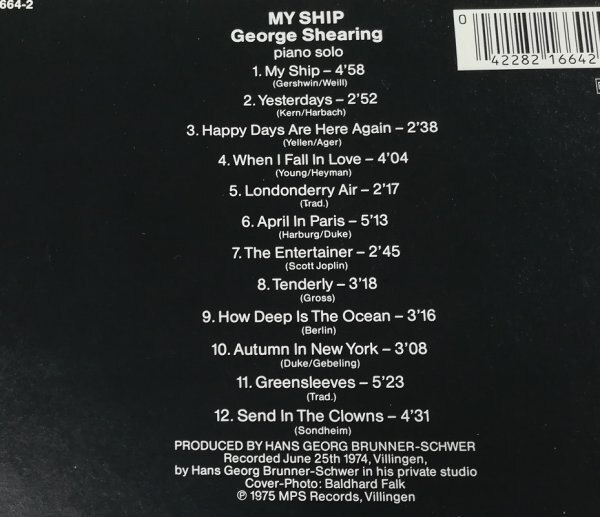 664-2
MY SHIP
George Shearing
piano solo
0
42282 16642
1. My Ship – 4'58
(Gershwin/Weill)
2. Yesterdays – 2'52
(Kern/Harbach)
3. Happy Days Are Here Again – 2'38
(Yellen/Ager)
4. When I Fall In Love – 4'04
(Young/Heyman)
5. Londonderry Air – 2'17
(Trad.)
6. April In Paris – 5'13
(Harburg/Duke)
7. The Entertainer – 2'45
(Scott Joplin)
8. Tenderly – 3'18
(Gross)
9. How Deep Is The Ocean – 3'16
(Berlin)
10. Autumn In New York – 3'08
(Duke/Gebeling)
11. Greensleeves – 5'23
(Trad.)
12. Send In The Clowns – 4'31
(Sondheim)
PRODUCED BY HANS GEORG BRUNNER-SCHWER
Recorded June 25th 1974, Villingen,
by Hans Georg Brunner-Schwer in his private studio
Cover-Photo: Baldhard Falk
℗ 1975 MPS Records, Villingen